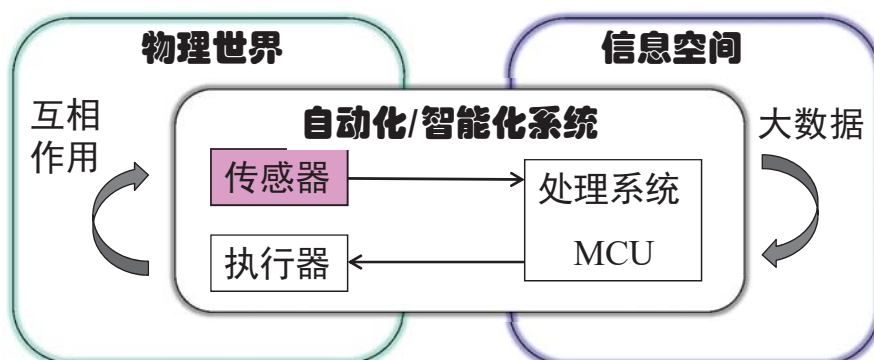 物理世界
信息空间
互相
作用
自动化/智能化系统
大数据
传感器
处理系统
MCU
执行器